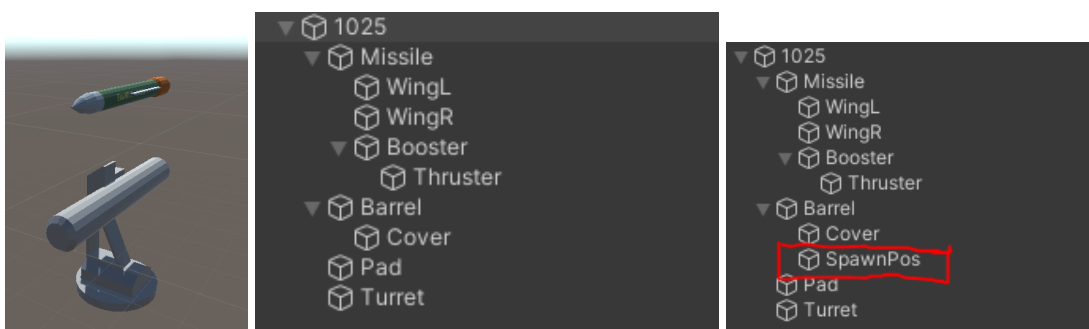 1025
Missile
WingL
WingR
Booster
Thruster
Barrel
Cover
Pad
Turret
1025
Missile
WingL
WingR
Booster
Thruster
Barrel
Cover
SpawnPos
Pad
Turret